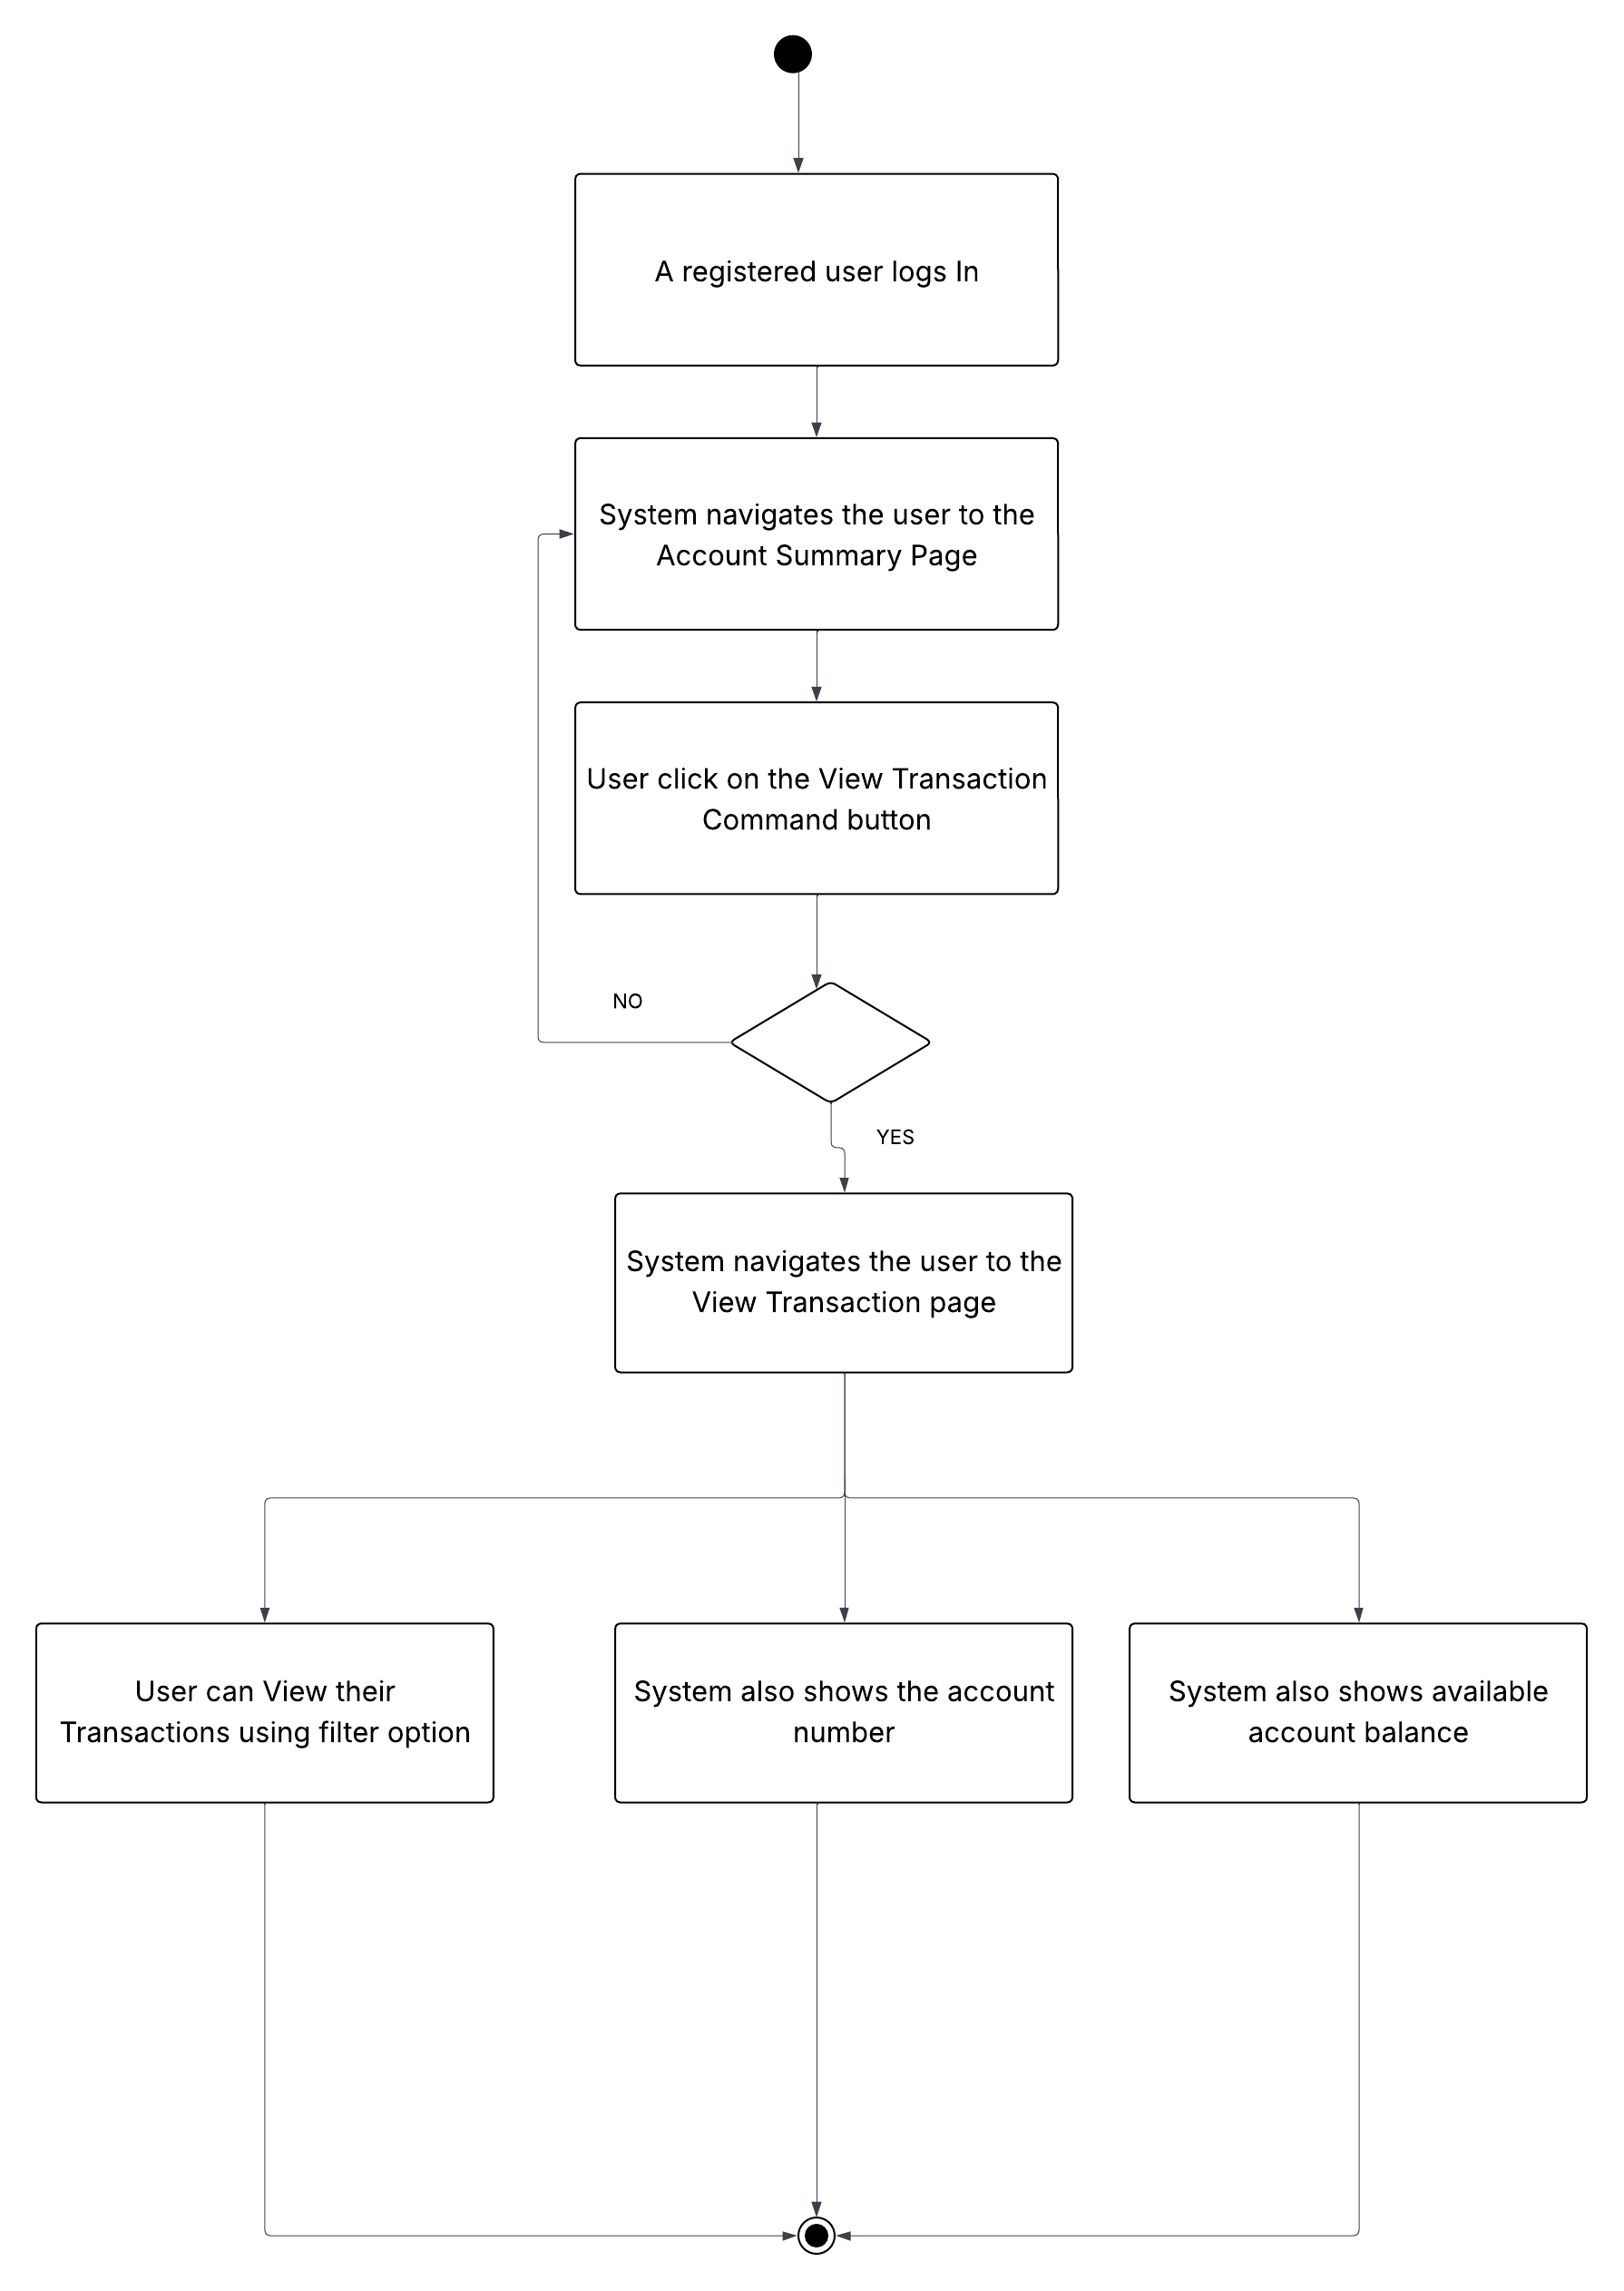 A registered user logs In
System navigates the user to the
Account Summary Page
User click on the View Transaction
Command button
NO
YES
System navigates the user to the
View Transaction page
User can View their
Transactions using filter option
System also shows the account
number
System also shows available
account balance